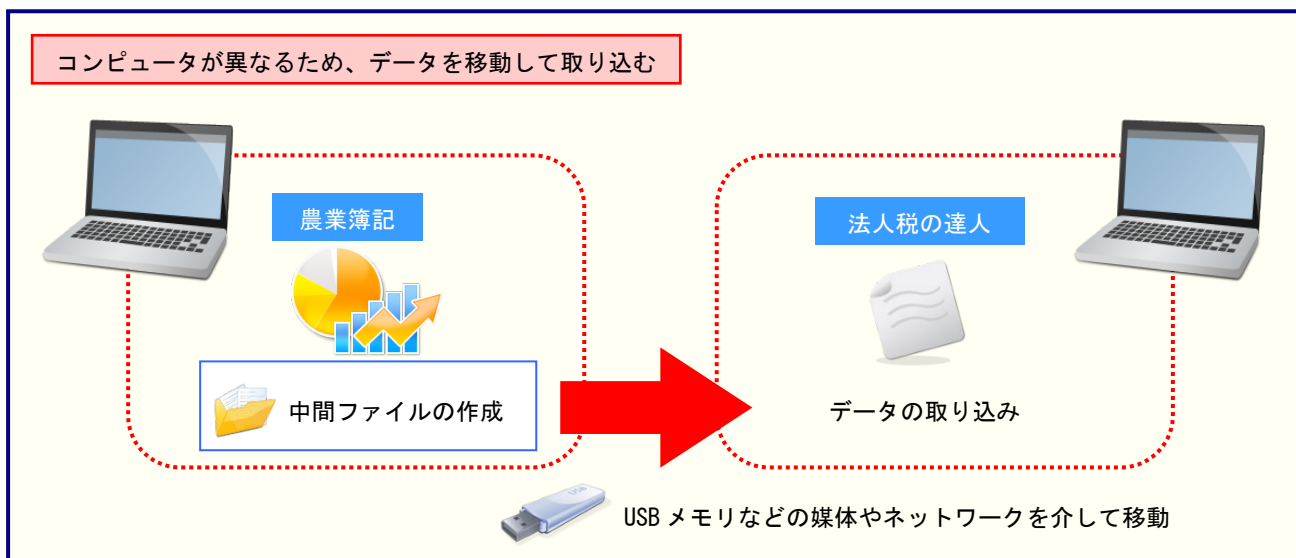 コンピュータが異なるため、データを移動して取り込む
農業簿記
法人税の達人
中間ファイルの作成
データの取り込み
USB
USB メモリなどの媒体やネットワークを介して移動